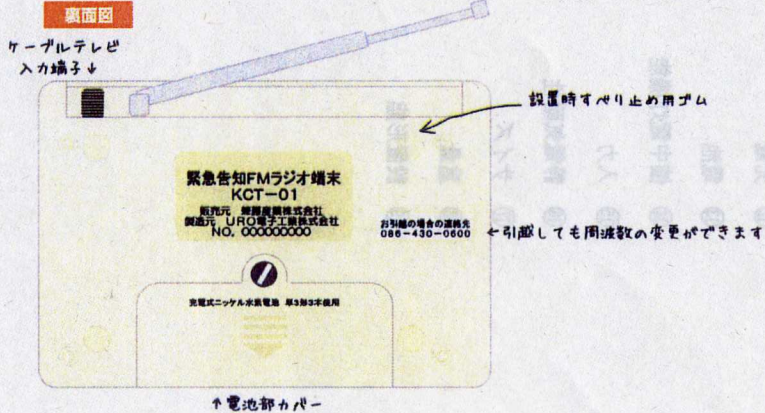 裏面図
ケーブルテレビ
入力端子↓
設置時すべり止め用ゴム
緊急告知FMラジオ端末
KCT-01
製造元 URO電子工業株式会社
NO. 000000000
お引越の場合の連絡先
086-430-0600
←引越しても周波数の変更ができます
充電式ニッケル水素電池 単3形3本使用
↑電池部カバー